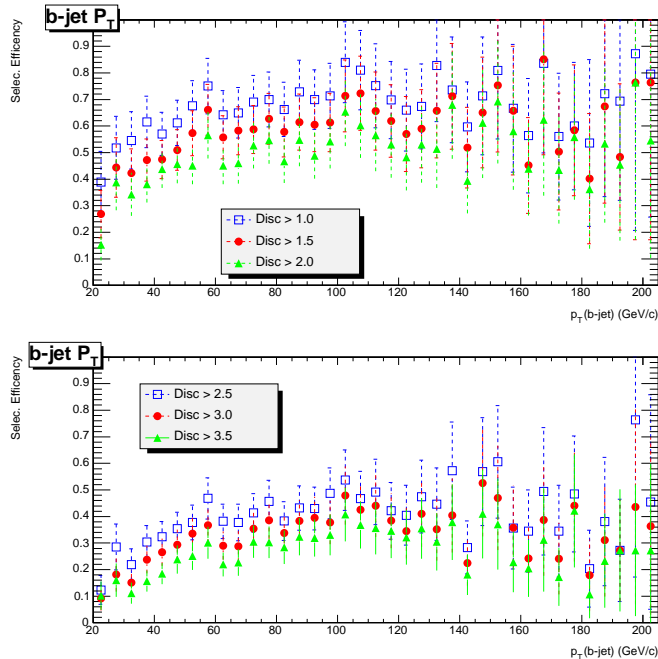 b-jet P_T
Selec. Efficency
0.9
0.8
0.7
0.6
0.5
0.4
0.3
0.2
0.1
0
Disc > 1.0
Disc > 1.5
Disc > 2.0
20 40 60 80 100 120 140 160 180 200
p_T(b-jet) (GeV/c)
b-jet P_T
Selec. Efficency
0.9
0.8
0.7
0.6
0.5
0.4
0.3
0.2
0.1
0
Disc > 2.5
Disc > 3.0
Disc > 3.5
20 40 60 80 100 120 140 160 180 200
p_T(b-jet) (GeV/c)